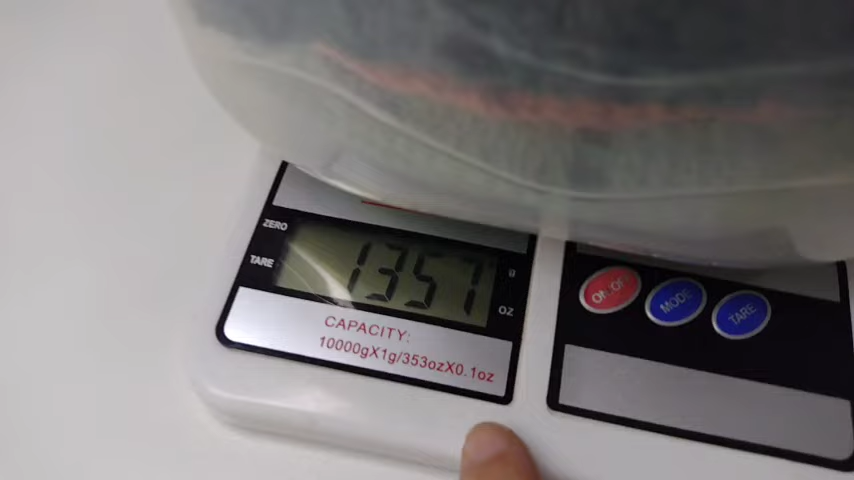 ZERO
TARE
1357
g
OZ
CAPACITY:
10000gX1g/353ozX0.1oz
ON/OFF
MODE
TARE